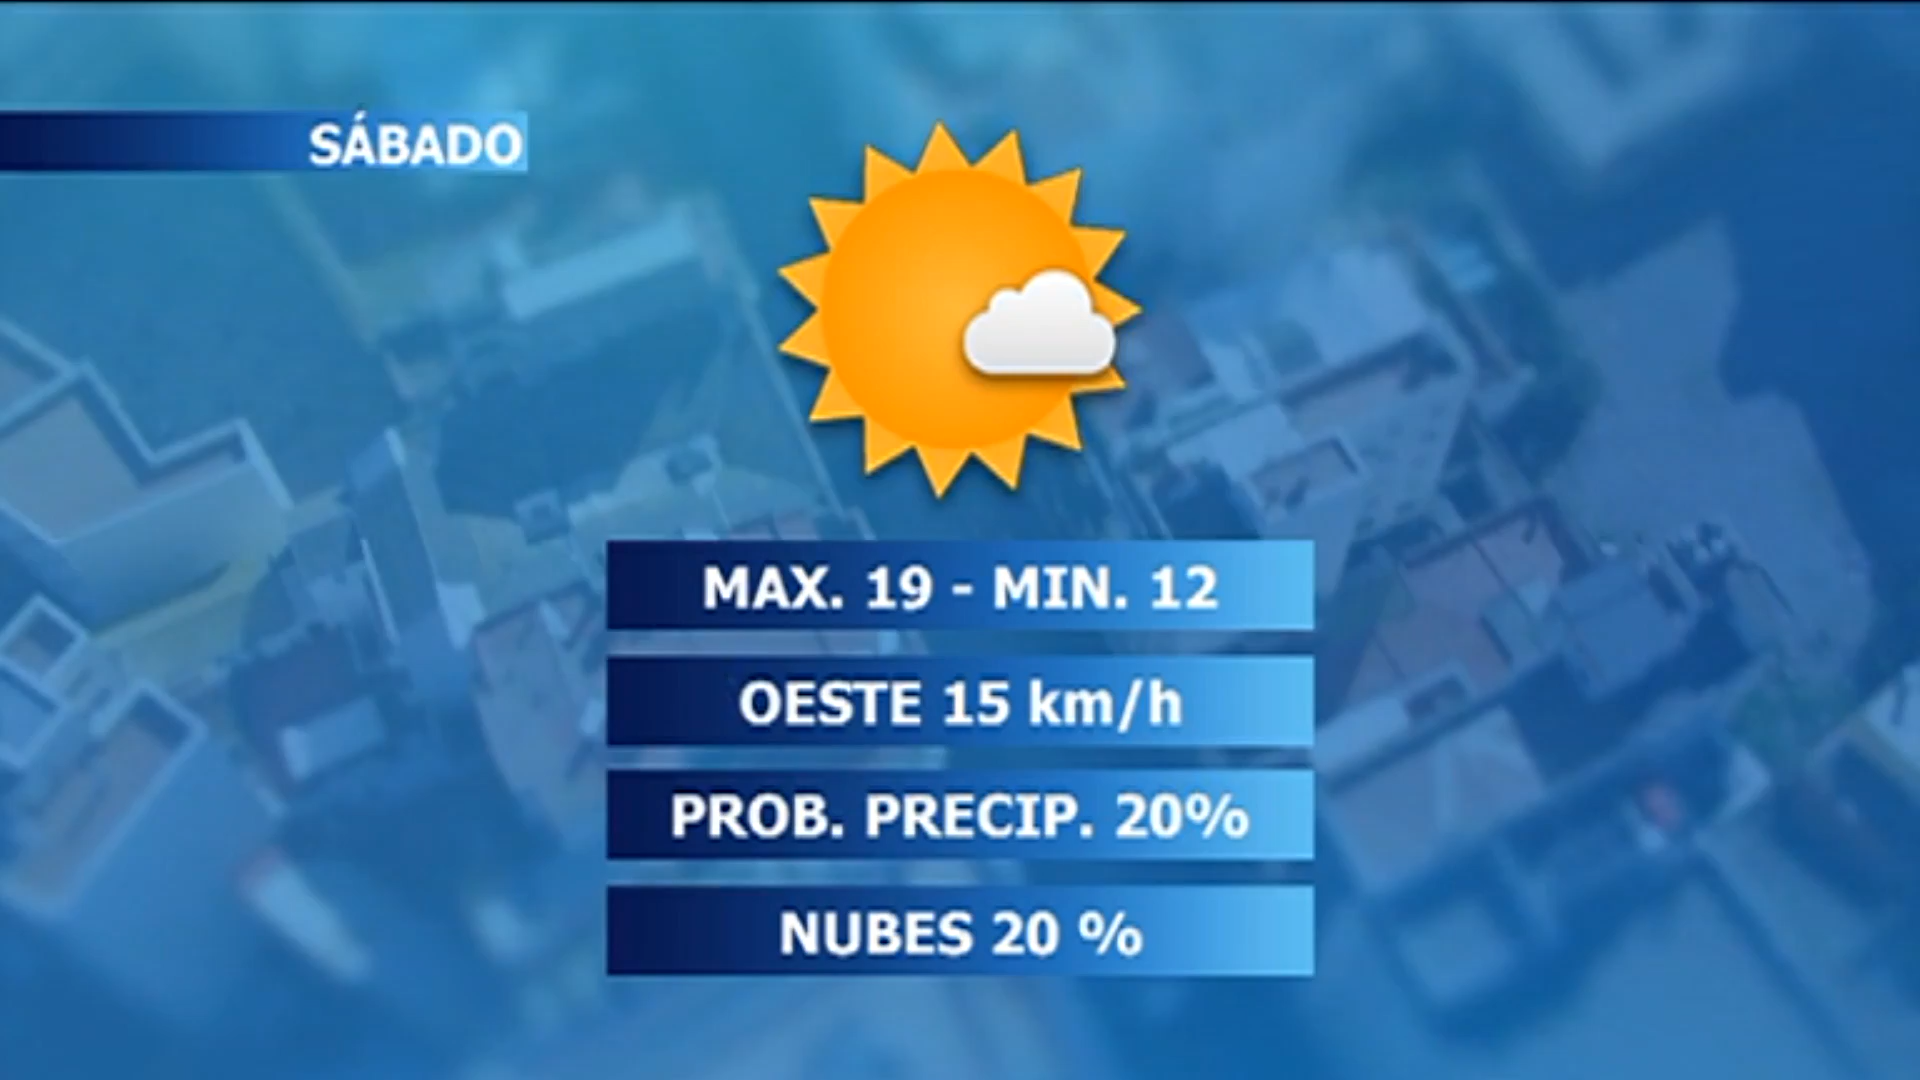 SÁBADO
MAX. 19 - MIN. 12
OESTE 15 km/h
PROB. PRECIP. 20%
NUBES 20 %